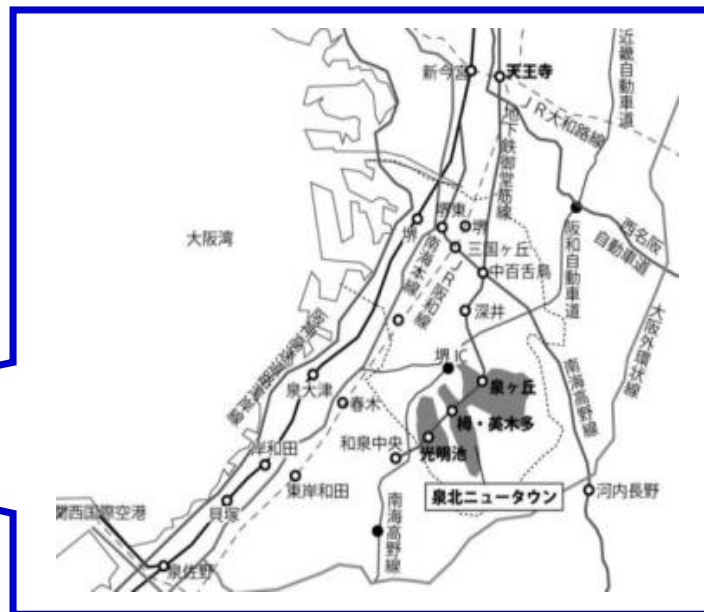 近畿自動車道
新今宮
天王寺
JR大和路線
地下鉄御堂筋線
大阪湾
堺
堺東
堺
三国ヶ丘
中百舌鳥
南海本線
JR阪和線
阪和自動車道
西名阪
自動車道
大阪外環状線
深井
堺IC
南海高野線
泉ヶ丘
泉大津
春木
栂・美木多
和泉中央
光明池
岸和田
東岸和田
泉北ニュータウン
河内長野
関西国際空港
貝塚
南海高野線
泉佐野